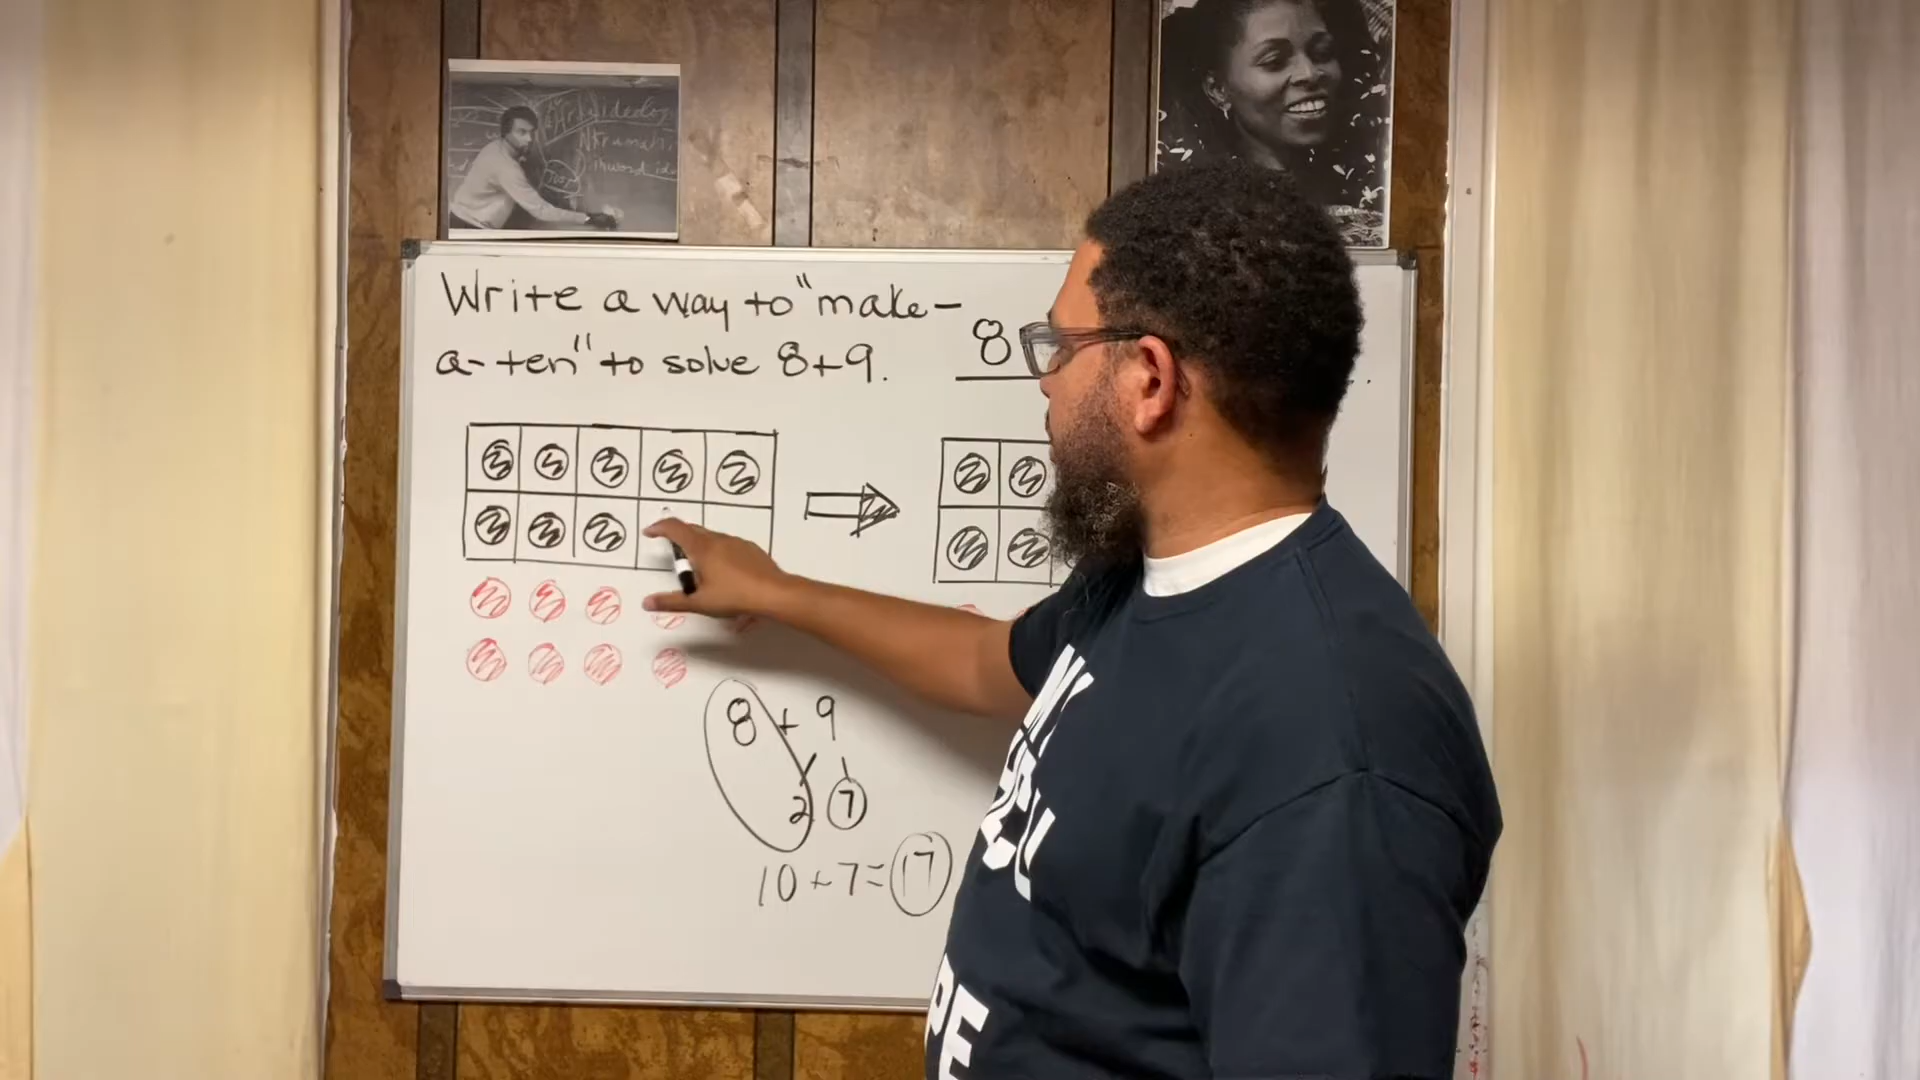 Write a way to "make-
a-ten" to solve 8+9.
8
8 + 9
2 7
10 + 7 = 17